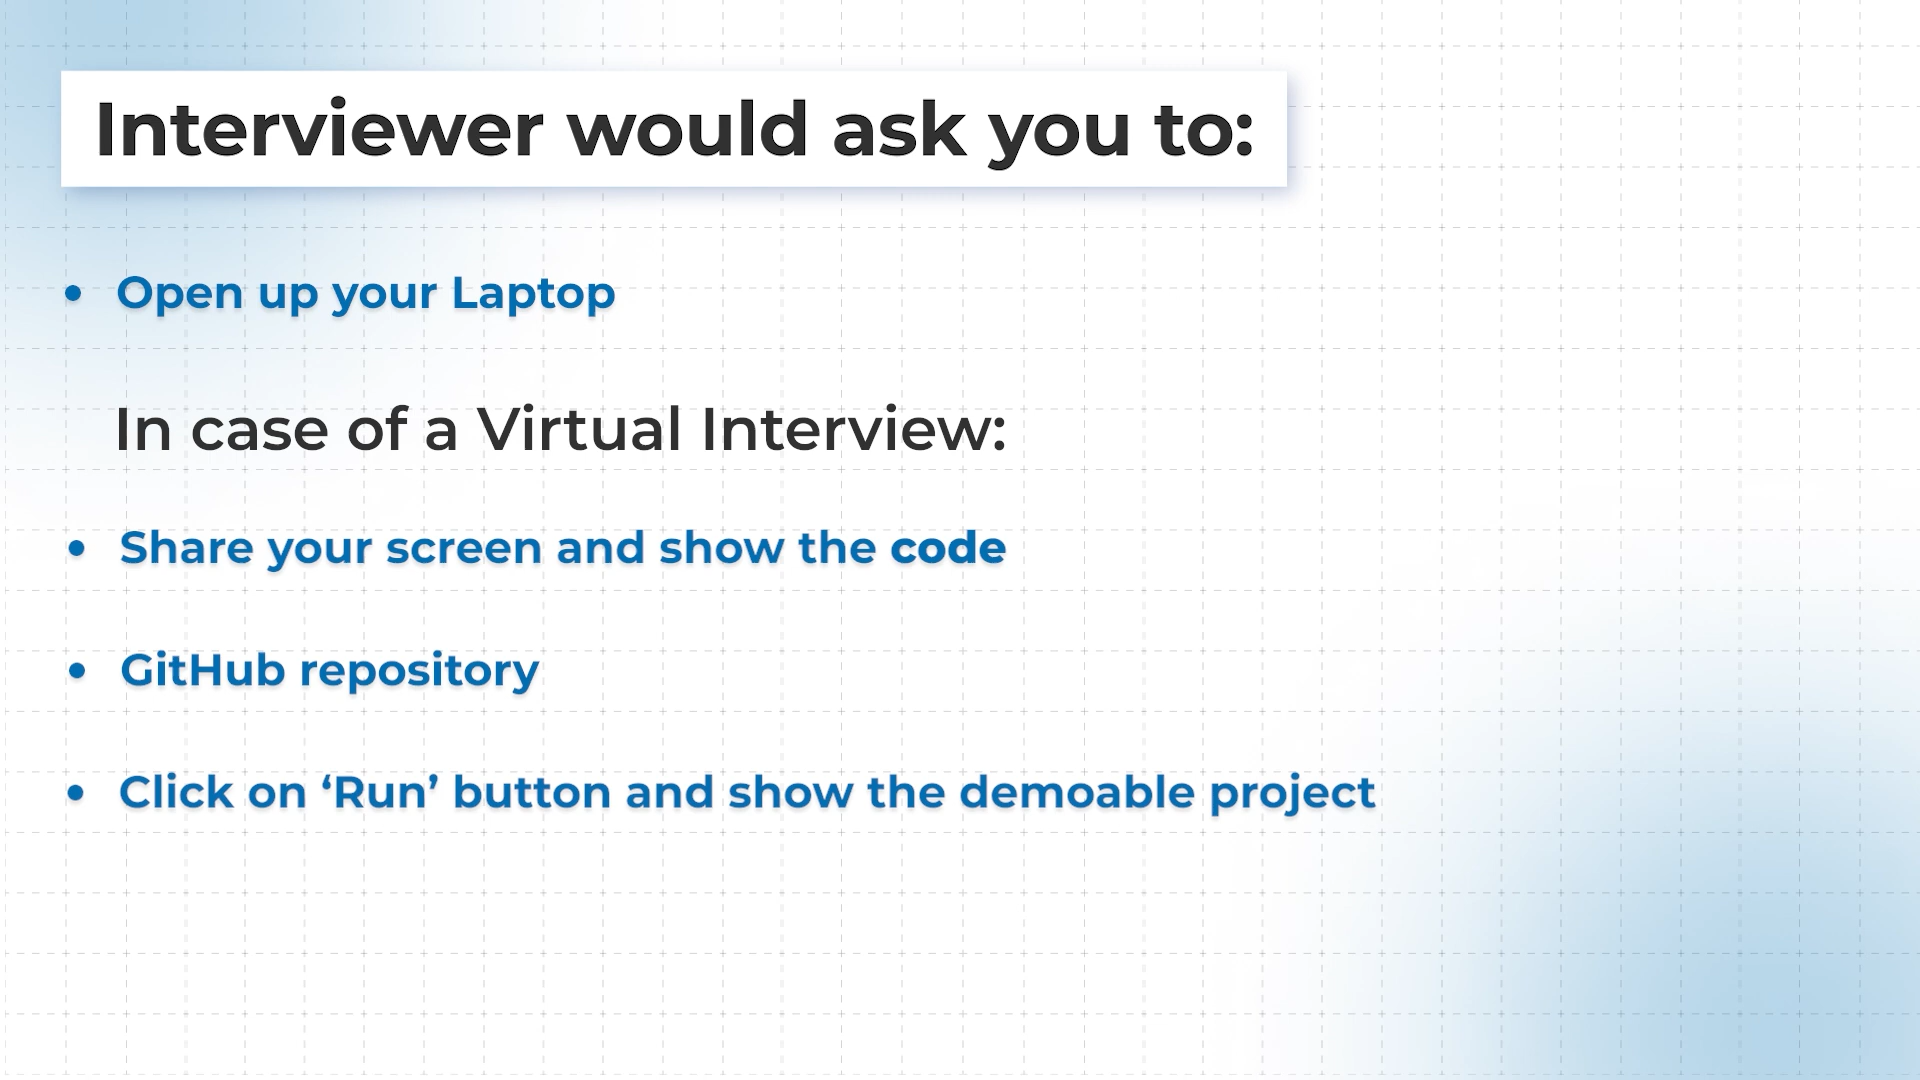 Interviewer would ask you to:
• Open up your Laptop
In case of a Virtual Interview:
• Share your screen and show the code
• GitHub repository
• Click on ‘Run’ button and show the demoable project